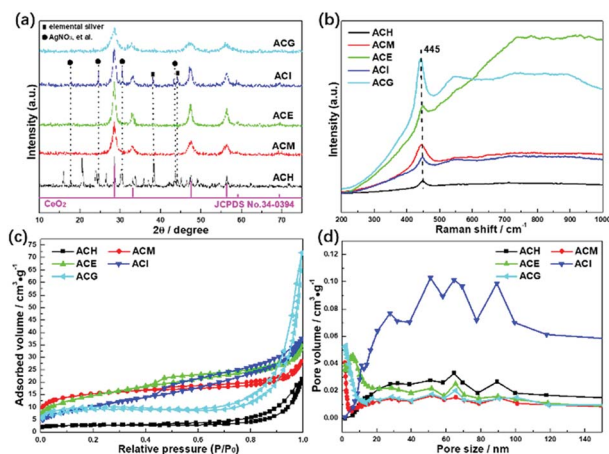 (a)
■ elemental silver
● AgNO₃, et al.
ACG
ACI
ACE
ACM
ACH
CeO₂
JCPDS No.34-0394
Intensity (a.u.)
10 20 30 40 50 60 70
2θ / degree
(b)
ACH
ACM
ACE
ACI
ACG
445
Intensity (a.u.)
200 300 400 500 600 700 800 900 1000
Raman shift / cm⁻¹
(c)
75
70
65
60
55
50
45
40
35
30
25
20
15
10
5
0
ACH ACM
ACE ACI
ACG
Adsorbed volume / cm³•g⁻¹
0.0 0.2 0.4 0.6 0.8 1.0
Relative pressure (P/P₀)
(d)
0.12
0.10
0.08
0.06
0.04
0.02
0.00
ACH ACM
ACE ACI
ACG
Pore volume / cm³•g⁻¹
0 10 20 30 40 50 60 70 80 90 100 120 140
Pore size / nm